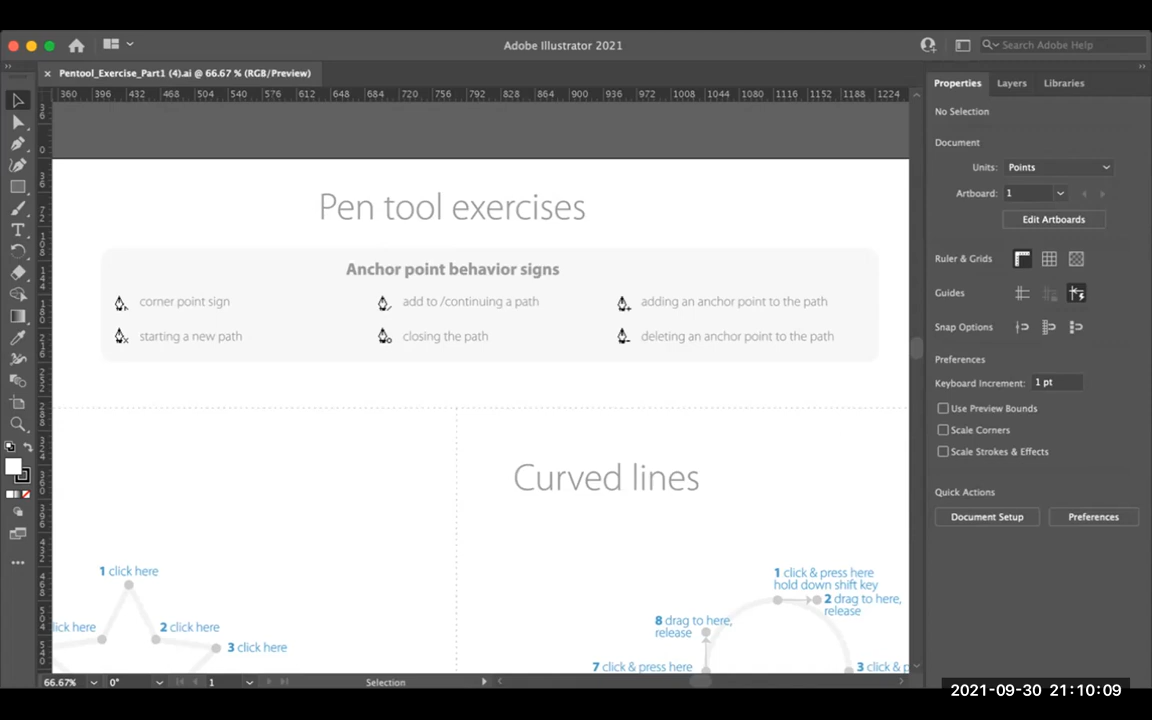 Adobe Illustrator 2021
Search Adobe Help
Pentool_Exercise_Part1 (4).ai @ 66.67 % (RGB/Preview)
360 396 432 468 504 540 576 612 648 684 720 756 792 828 864 900 936 972 1008 1044 1080 1116 1152 1188 1224
Pen tool exercises
Anchor point behavior signs
corner point sign
add to /continuing a path
adding an anchor point to the path
starting a new path
closing the path
deleting an anchor point to the path
Curved lines
1 click here
2 click here
3 click here
lick here
1 click & press here
hold down shift key
2 drag to here,
release
8 drag to here,
release
7 click & press here
3 click & p
Properties Layers Libraries
No Selection
Document
Units: Points
Artboard: 1
Edit Artboards
Ruler & Grids
Guides
Snap Options
Preferences
Keyboard Increment: 1 pt
Use Preview Bounds
Scale Corners
Scale Strokes & Effects
Quick Actions
Document Setup Preferences
66.67% 0° 1 Selection
2021-09-30 21:10:09